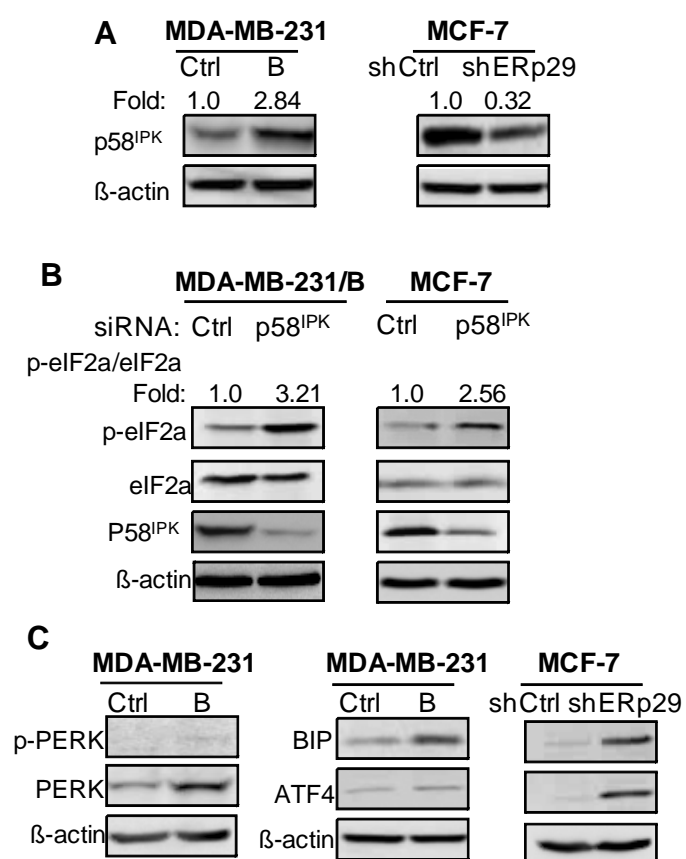 A
MDA-MB-231 MCF-7
Ctrl B shCtrl shERp29
Fold: 1.0 2.84 1.0 0.32
p58IPK
ß-actin
B
MDA-MB-231/B MCF-7
siRNA: Ctrl p58IPK Ctrl p58IPK
p-eIF2a/eIF2a
Fold: 1.0 3.21 1.0 2.56
p-eIF2a
eIF2a
P58IPK
ß-actin
C
MDA-MB-231 MDA-MB-231 MCF-7
Ctrl B Ctrl B shCtrl shERp29
p-PERK BIP
PERK ATF4
ß-actin ß-actin